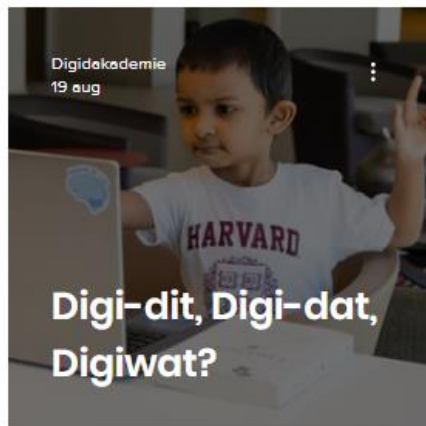 Digidakademie
19 aug
HARVARD
Digi-dit, Digi-dat,
Digiwat?